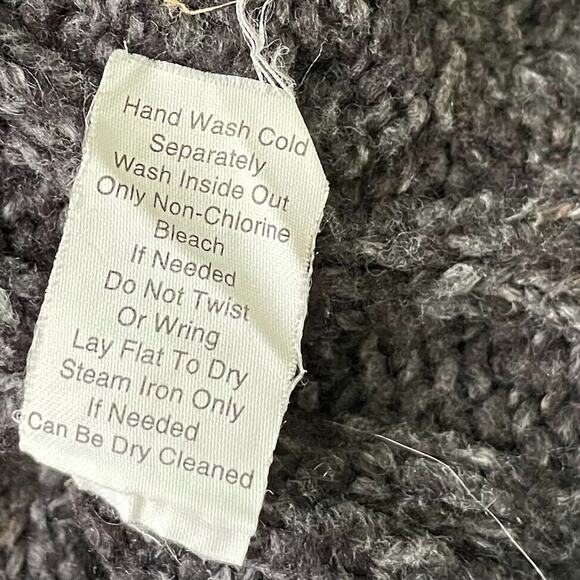 Hand Wash Cold
Separately
Wash Inside Out
Only Non-Chlorine
Bleach
If Needed
Do Not Twist
Or Wring
Lay Flat To Dry
Steam Iron Only
If Needed
Can Be Dry Cleaned